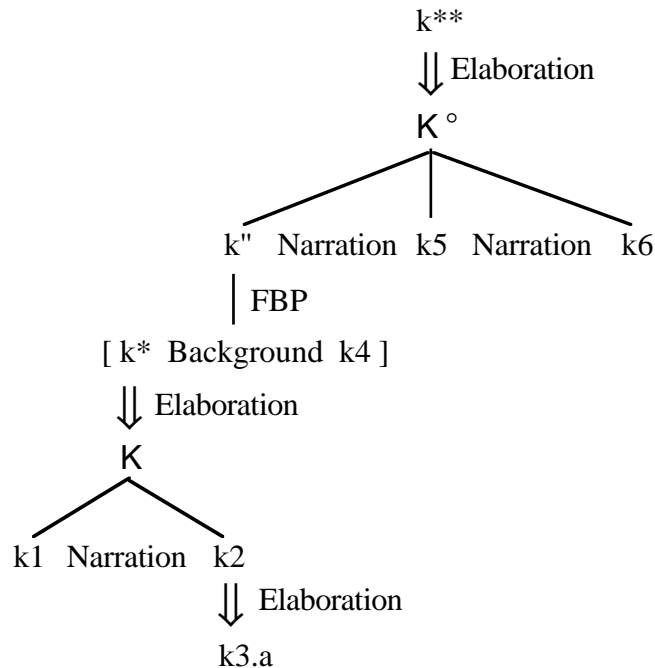 k**
Elaboration
K °
k" Narration k5 Narration k6
FBP
[ k* Background k4 ]
Elaboration
K
k1 Narration k2
Elaboration
k3.a